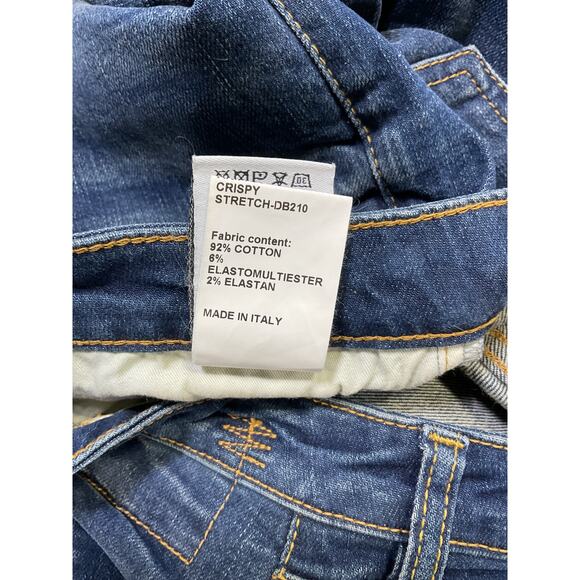 CRISPY
STRETCH-DB210
Fabric content:
92% COTTON
6%
ELASTOMULTIESTER
2% ELASTAN
MADE IN ITALY